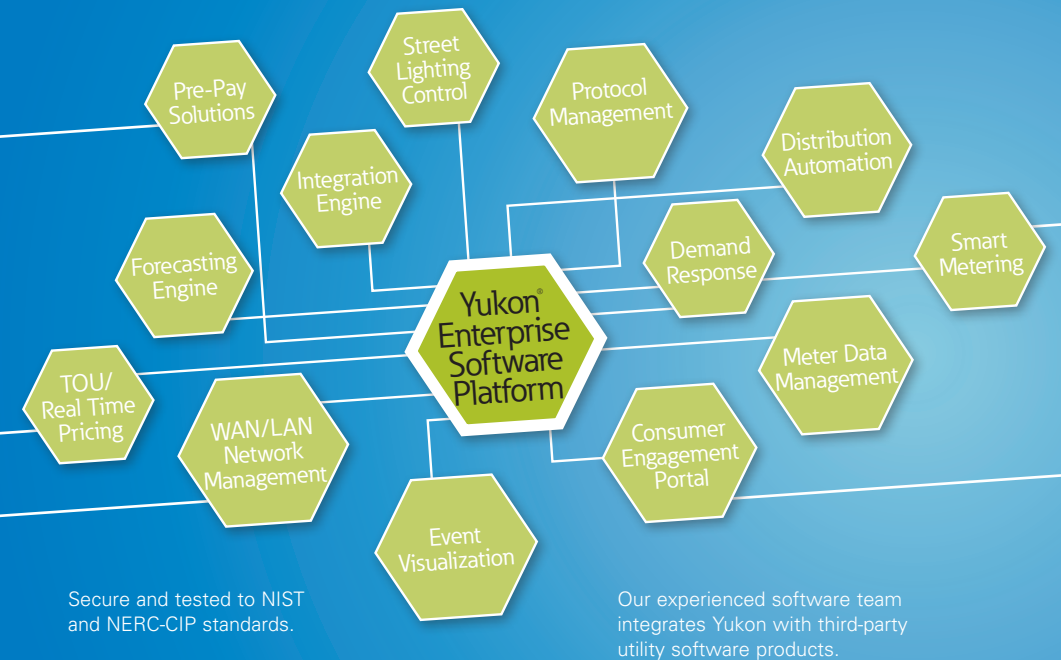 Pre-Pay
Solutions
Street
Lighting
Control
Protocol
Management
Distribution
Automation
Integration
Engine
Forecasting
Engine
Demand
Response
Smart
Metering
Yukon®
Enterprise
Software
Platform
TOU/
Real Time
Pricing
WAN/LAN
Network
Management
Meter Data
Management
Consumer
Engagement
Portal
Event
Visualization
Secure and tested to NIST
and NERC-CIP standards.
Our experienced software team
integrates Yukon with third-party
utility software products.